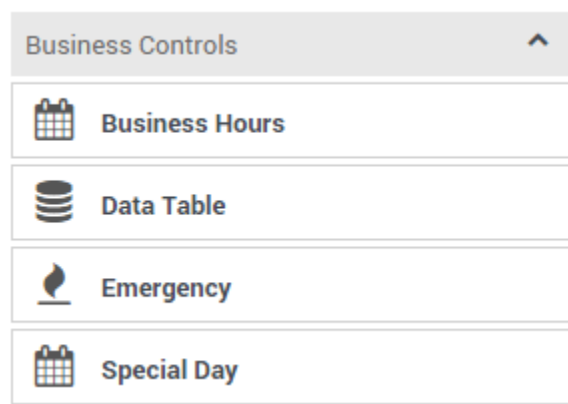 Business Controls
Business Hours
Data Table
Emergency
Special Day